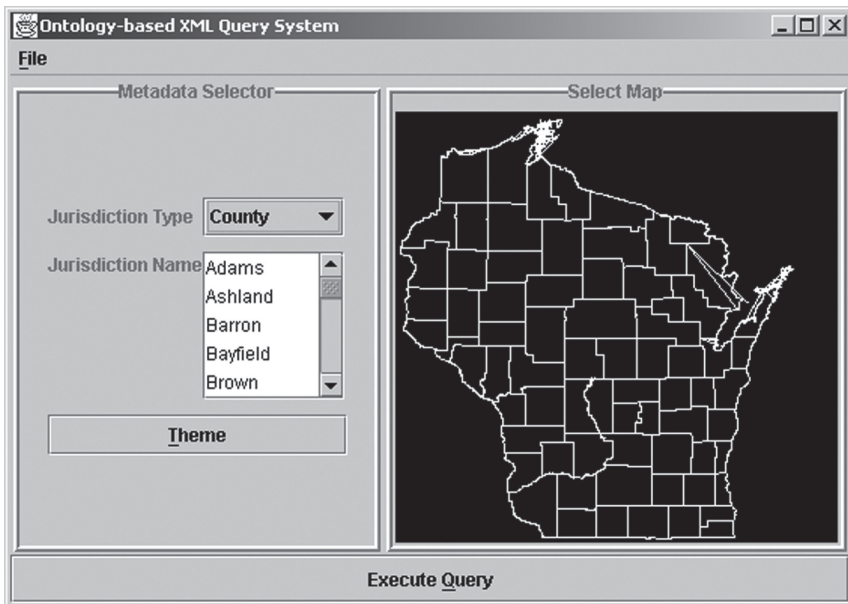 Ontology-based XML Query System
File
Metadata Selector
Select Map
Jurisdiction Type County
Jurisdiction Name Adams
Ashland
Barron
Bayfield
Brown
Theme
Execute Query